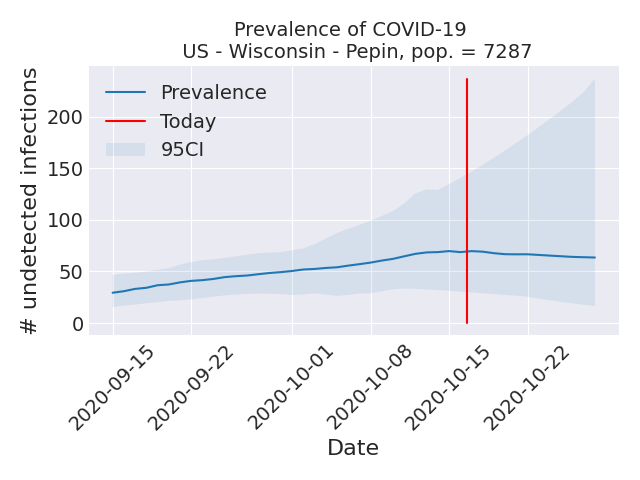 Prevalence of COVID-19
US - Wisconsin - Pepin, pop. = 7287
# undetected infections
200
150
100
50
0
Prevalence
Today
95CI
2020-09-15
2020-09-22
2020-10-01
2020-10-08
2020-10-15
2020-10-22
Date